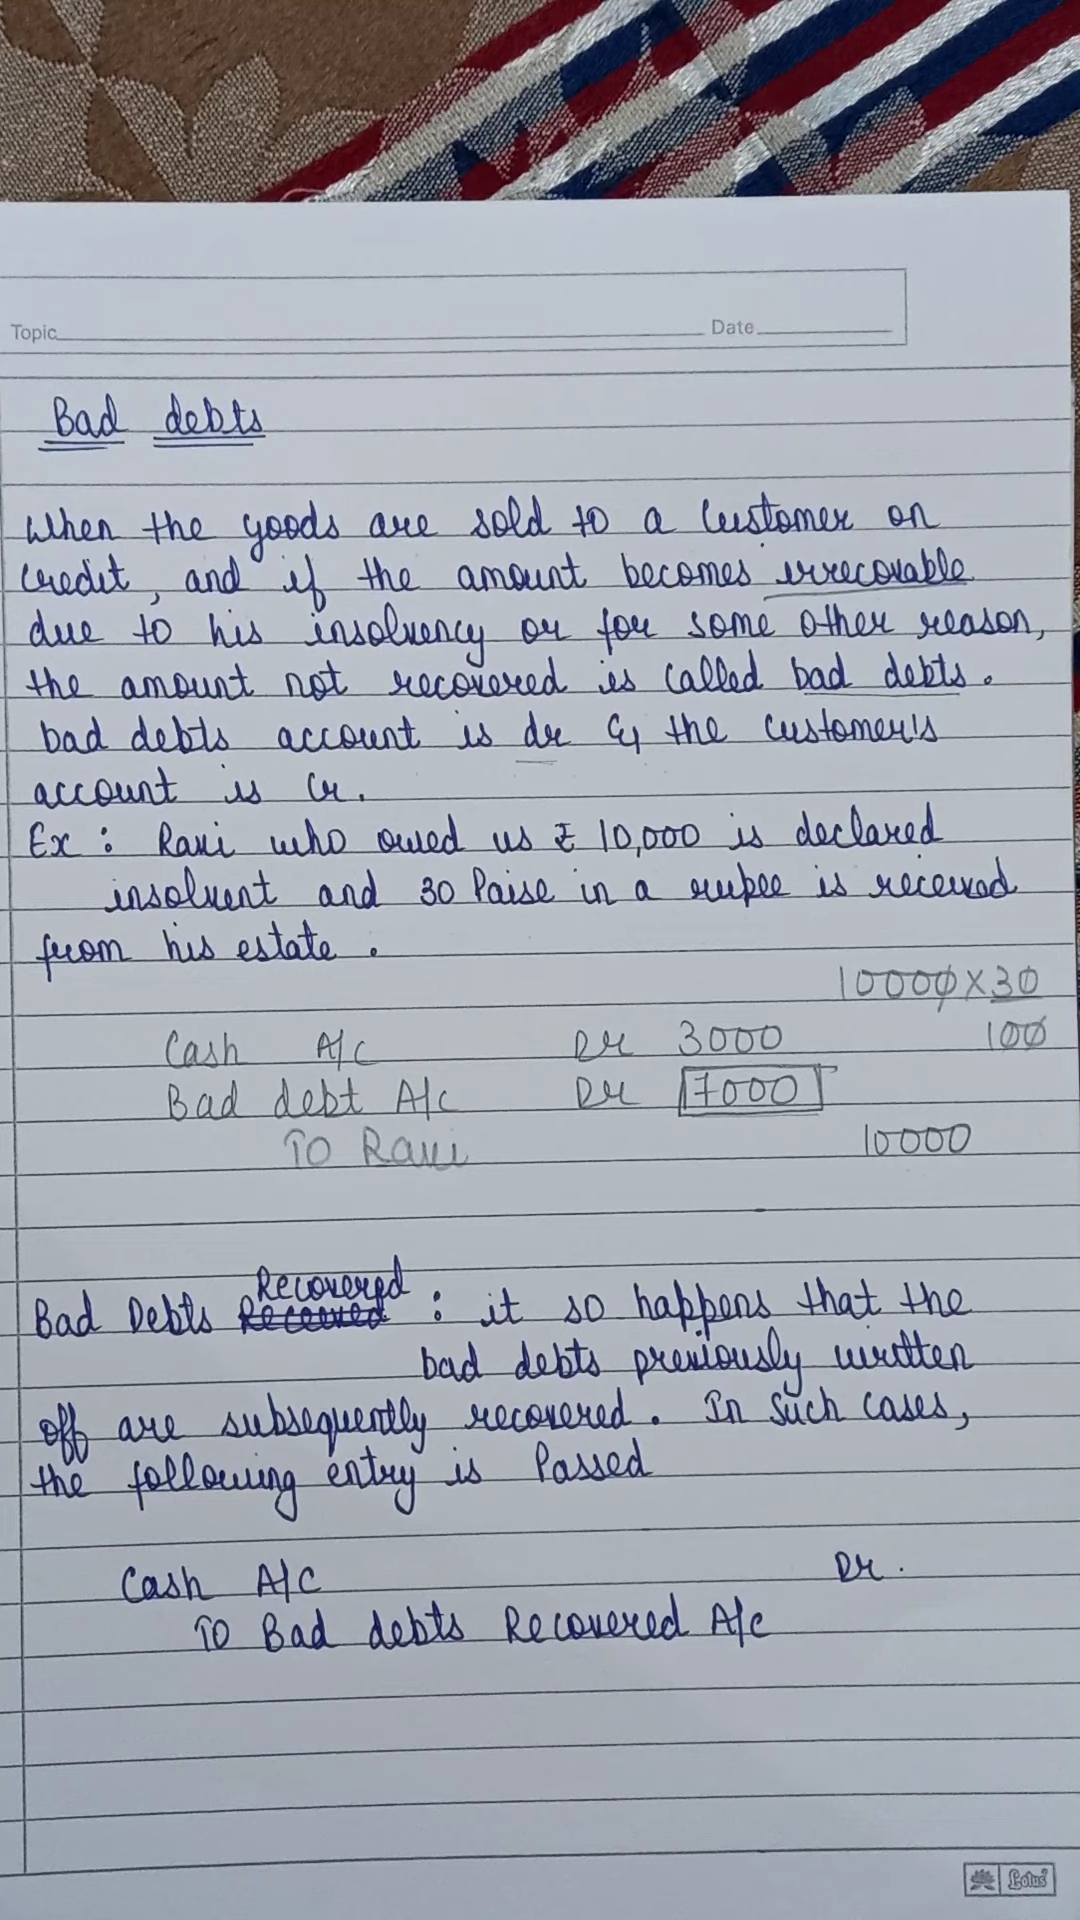 Topic Date
Bad debts
When the goods are sold to a customer on
credit, and if the amount becomes irrecovable
due to his insolvency or for some other reason,
the amount not recovered is called bad debts.
bad debts account is dr & the customer's
account is cr.
Ex : Ravi who owed us ₹ 10,000 is declared
insolvent and 30 Paise in a rupee is received
from his estate.
10000 x 30
100
Cash A/c Dr 3000
Bad debt A/c Dr 7000
To Ravi 10000
Recovered
Bad Debts Received : it so happens that the
bad debts previously written
off are subsequently recovered. In such cases,
the following entry is Passed
Cash A/C Dr.
To Bad debts Recovered A/c
Lotus